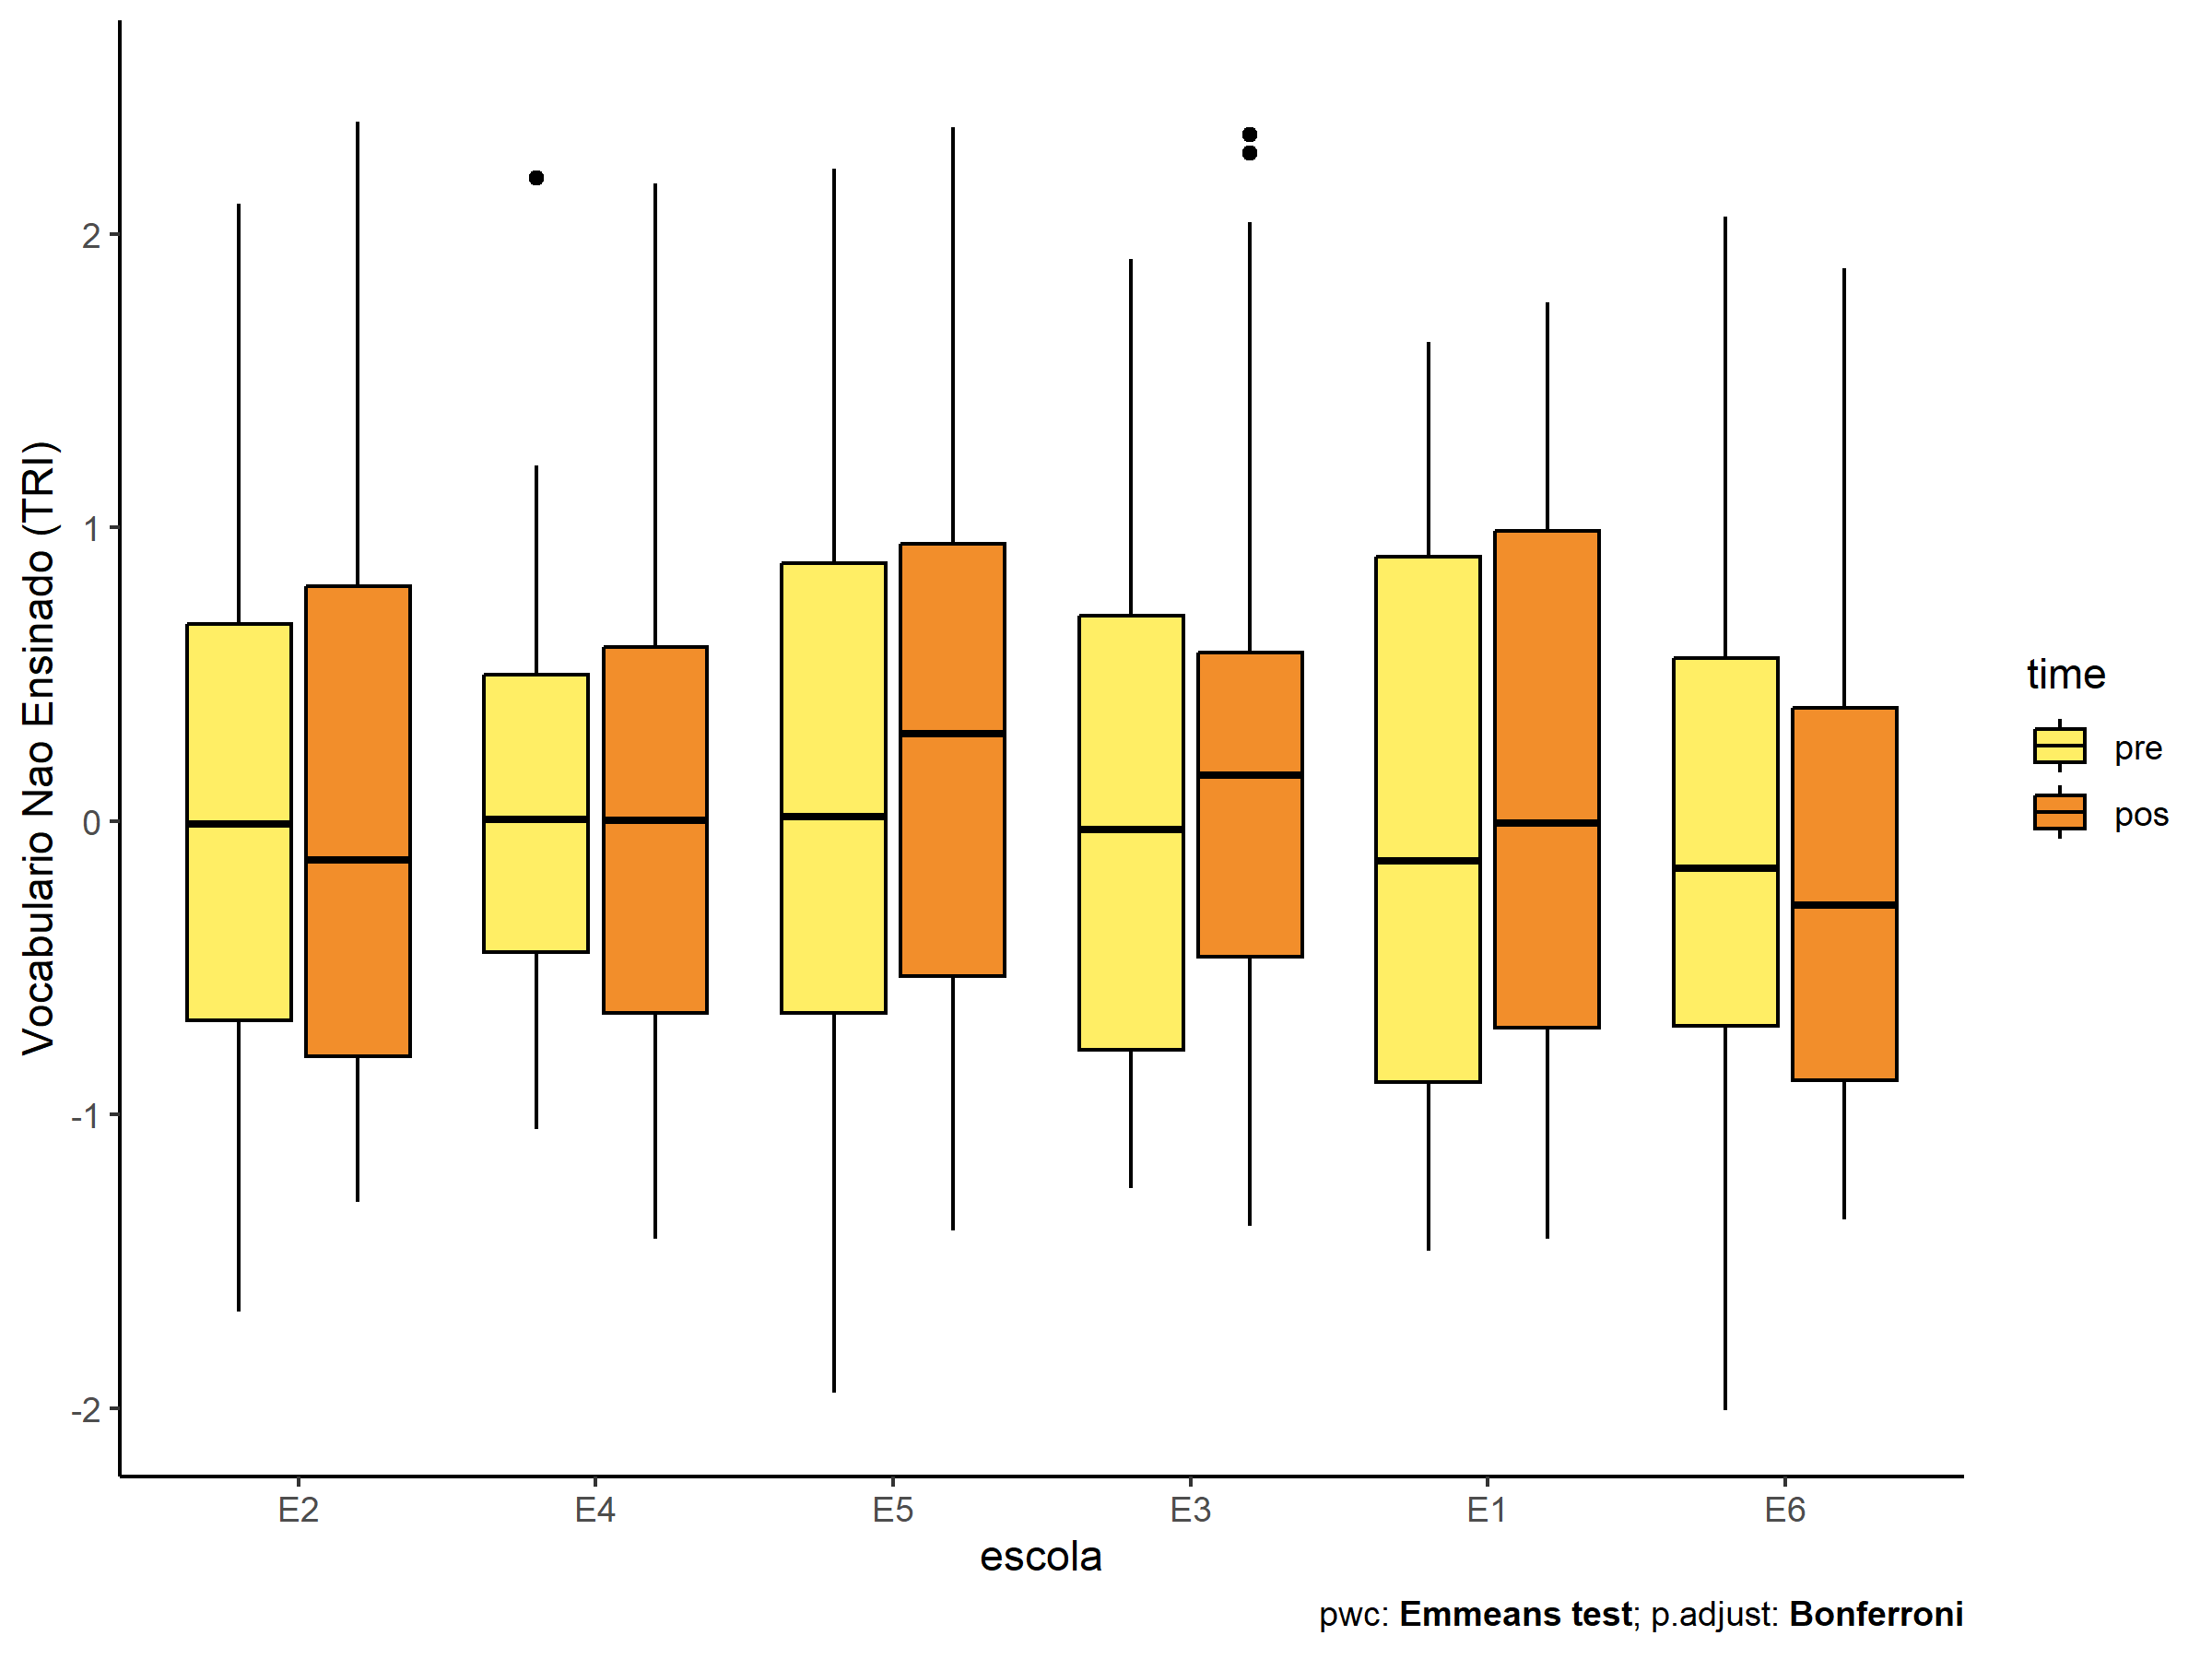 Vocabulario Nao Ensinado (TRI)
2
1
0
-1
-2
E2 E4 E5 E3 E1 E6
escola
time
pre
pos
pwc: Emmeans test; p.adjust: Bonferroni